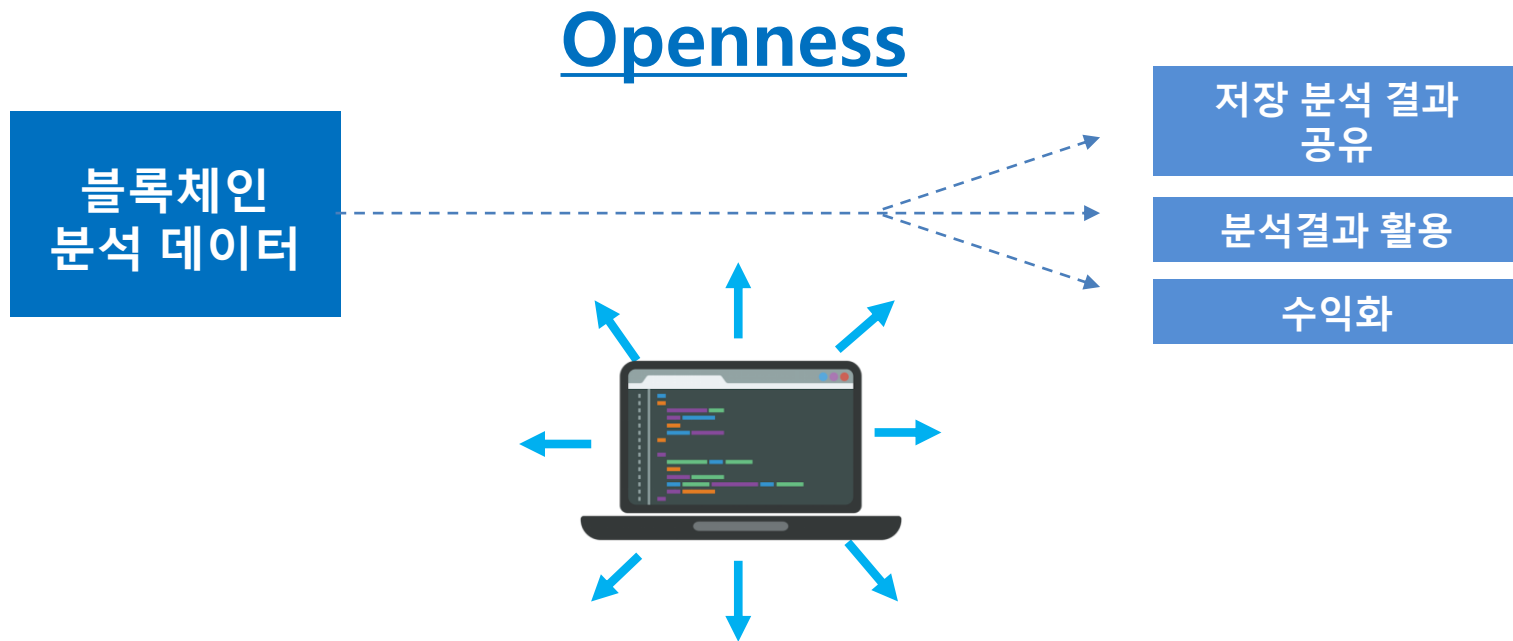 Openness
블록체인
분석 데이터
저장 분석 결과
공유
분석결과 활용
수익화